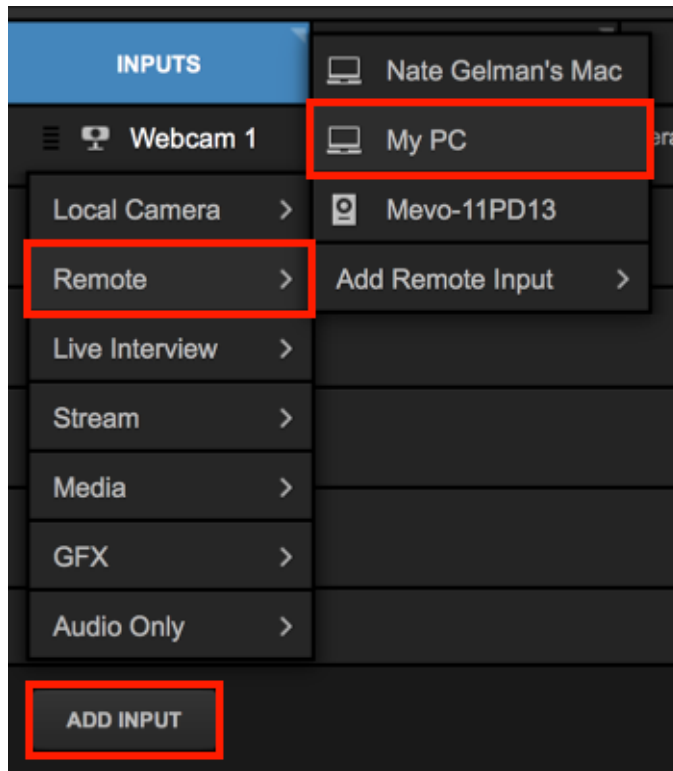 INPUTS
Webcam 1
Local Camera
Remote
Live Interview
Stream
Media
GFX
Audio Only
ADD INPUT
Nate Gelman's Mac
My PC
Mevo-11PD13
Add Remote Input